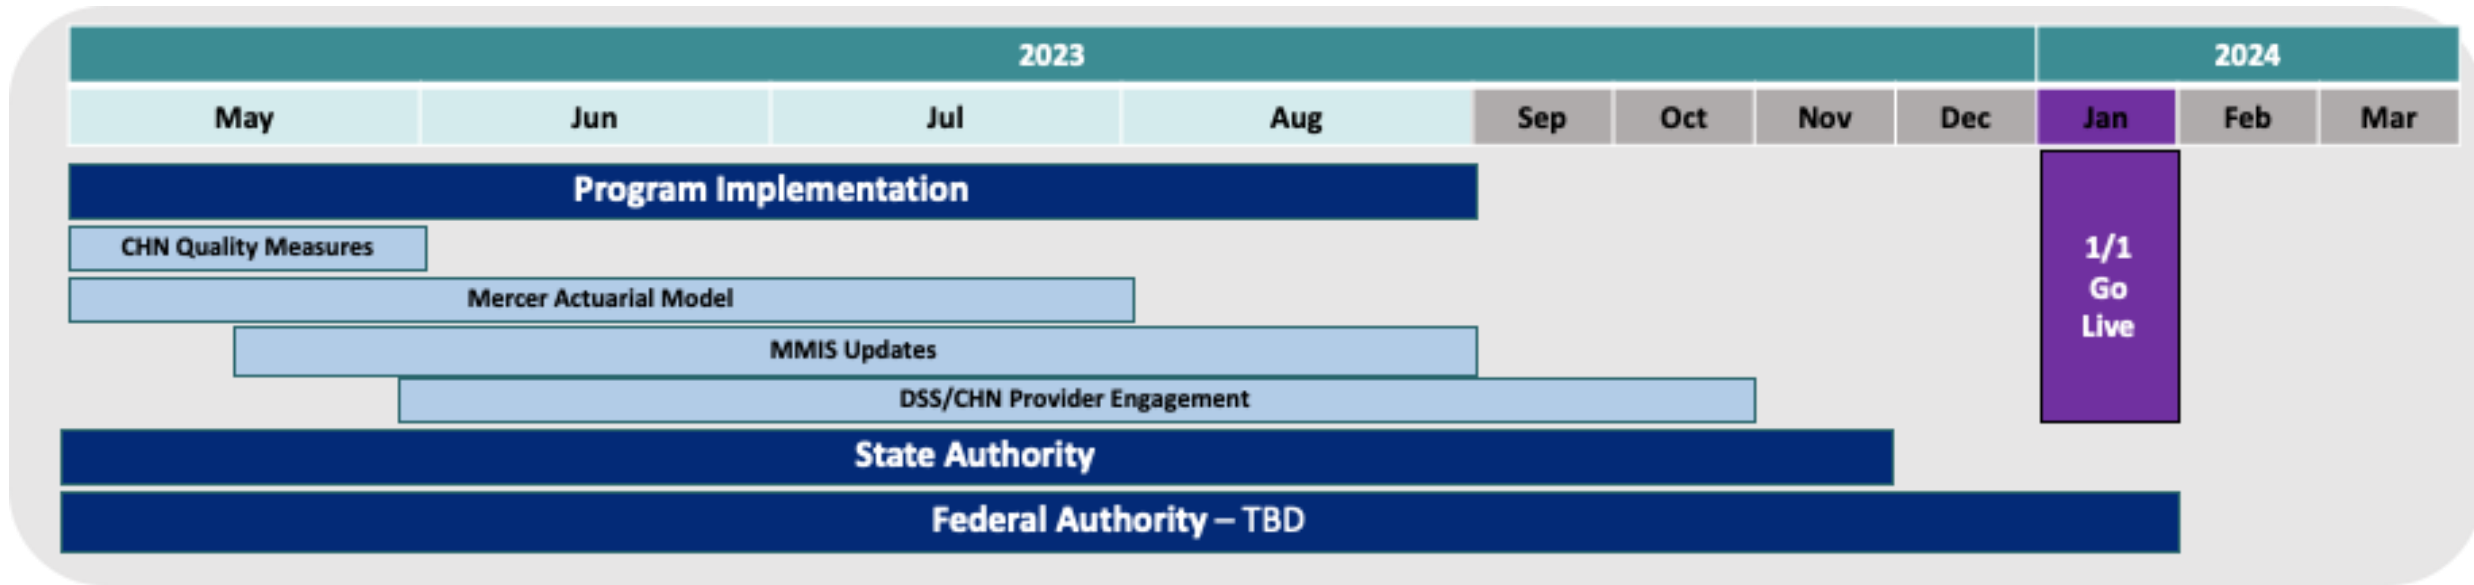 2023 2024
May Jun Jul Aug Sep Oct Nov Dec Jan Feb Mar
Program Implementation
CHN Quality Measures
Mercer Actuarial Model
MMIS Updates
DSS/CHN Provider Engagement
1/1
Go
Live
State Authority
Federal Authority – TBD